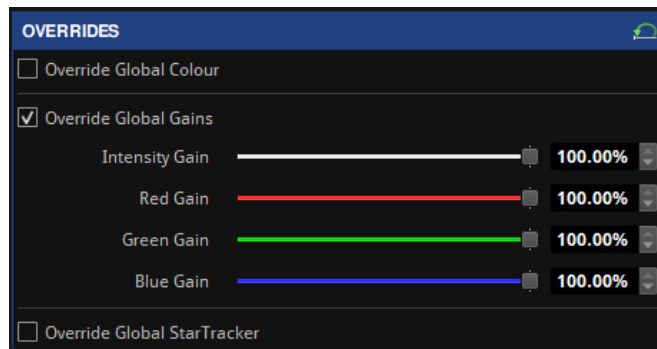 OVERRIDES
Override Global Colour
Override Global Gains
Intensity Gain 100.00%
Red Gain 100.00%
Green Gain 100.00%
Blue Gain 100.00%
Override Global StarTracker